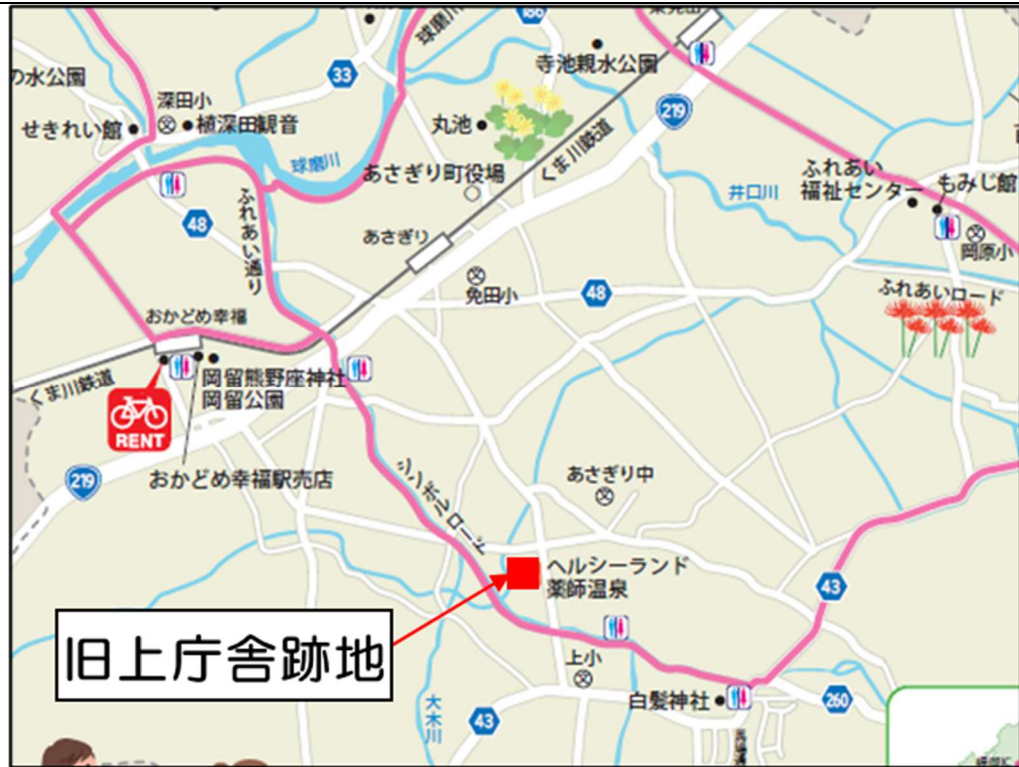 球磨川
33
寺池親水公園
の水公園
深田小
せきれい館
植深田観音
219
丸池
くま川鉄道
球磨川
あさぎり町役場
ふれあい
福祉センター
もみじ館
井口川
岡原小
48
ふれあい通り
あさぎり
免田小
48
ふれあいロード
おかどめ幸福
くま川鉄道
岡留熊野座神社
岡留公園
RENT
219
おかどめ幸福駅売店
シンボルロード
あさぎり中
ヘルシーランド
薬師温泉
43
旧上庁舎跡地
上小
白髪神社
260
大木川
43